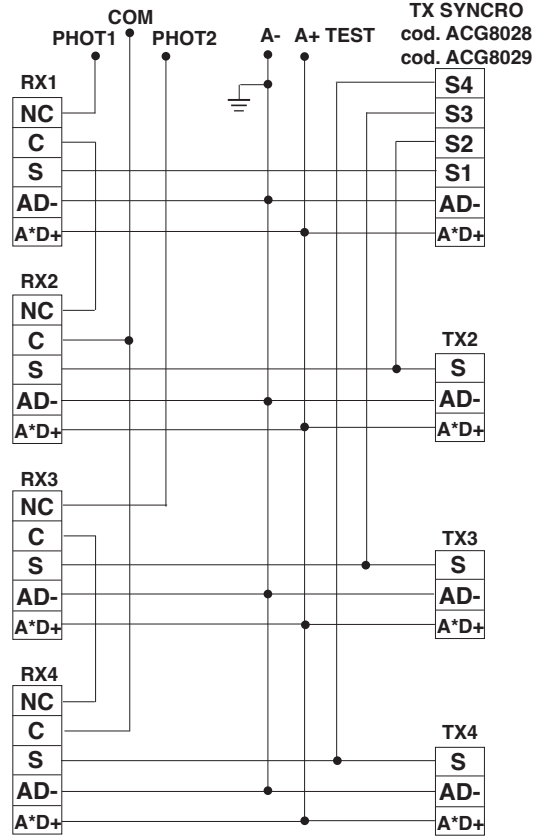 COM
PHOT1 PHOT2
A- A+ TEST
TX SYNCRO
cod. ACG8028
cod. ACG8029
RX1
NC
C
S
AD-
A*D+
S4
S3
S2
S1
AD-
A*D+
RX2
NC
C
S
AD-
A*D+
TX2
S
AD-
A*D+
RX3
NC
C
S
AD-
A*D+
TX3
S
AD-
A*D+
RX4
NC
C
S
AD-
A*D+
TX4
S
AD-
A*D+